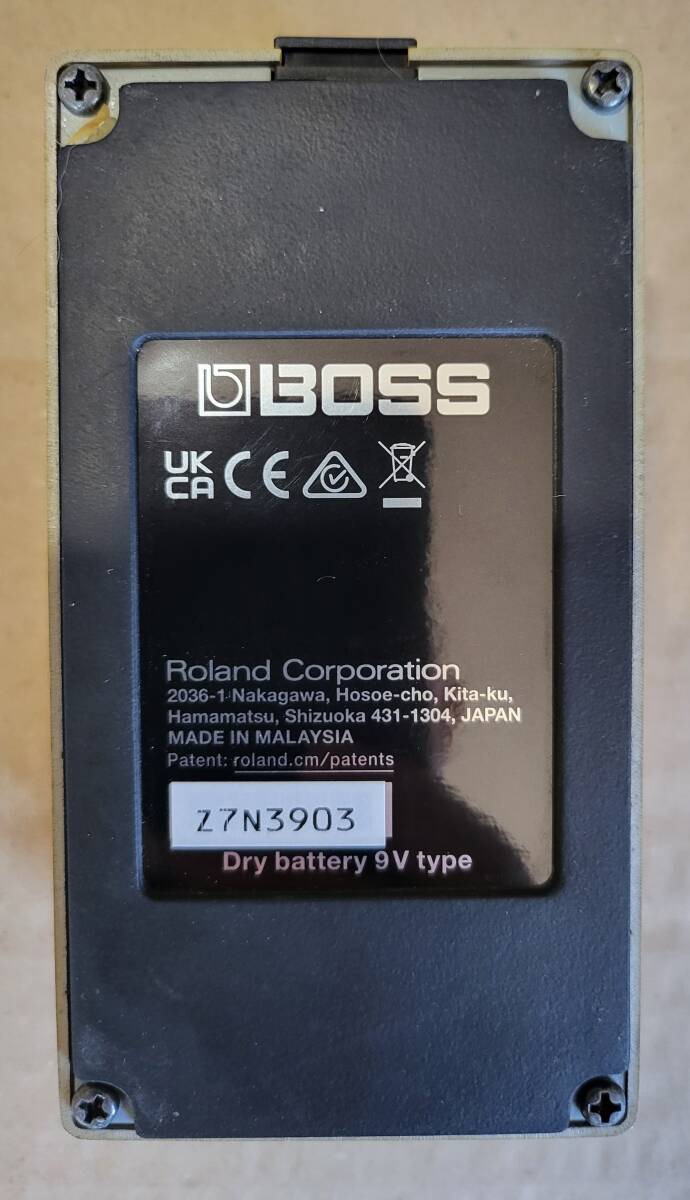 BOSS
UK
CA CE
Roland Corporation
2036-1 Nakagawa, Hosoe-cho, Kita-ku,
Hamamatsu, Shizuoka 431-1304, JAPAN
MADE IN MALAYSIA
Patent: roland.cm/patents
Z7N3903
Dry battery 9V type